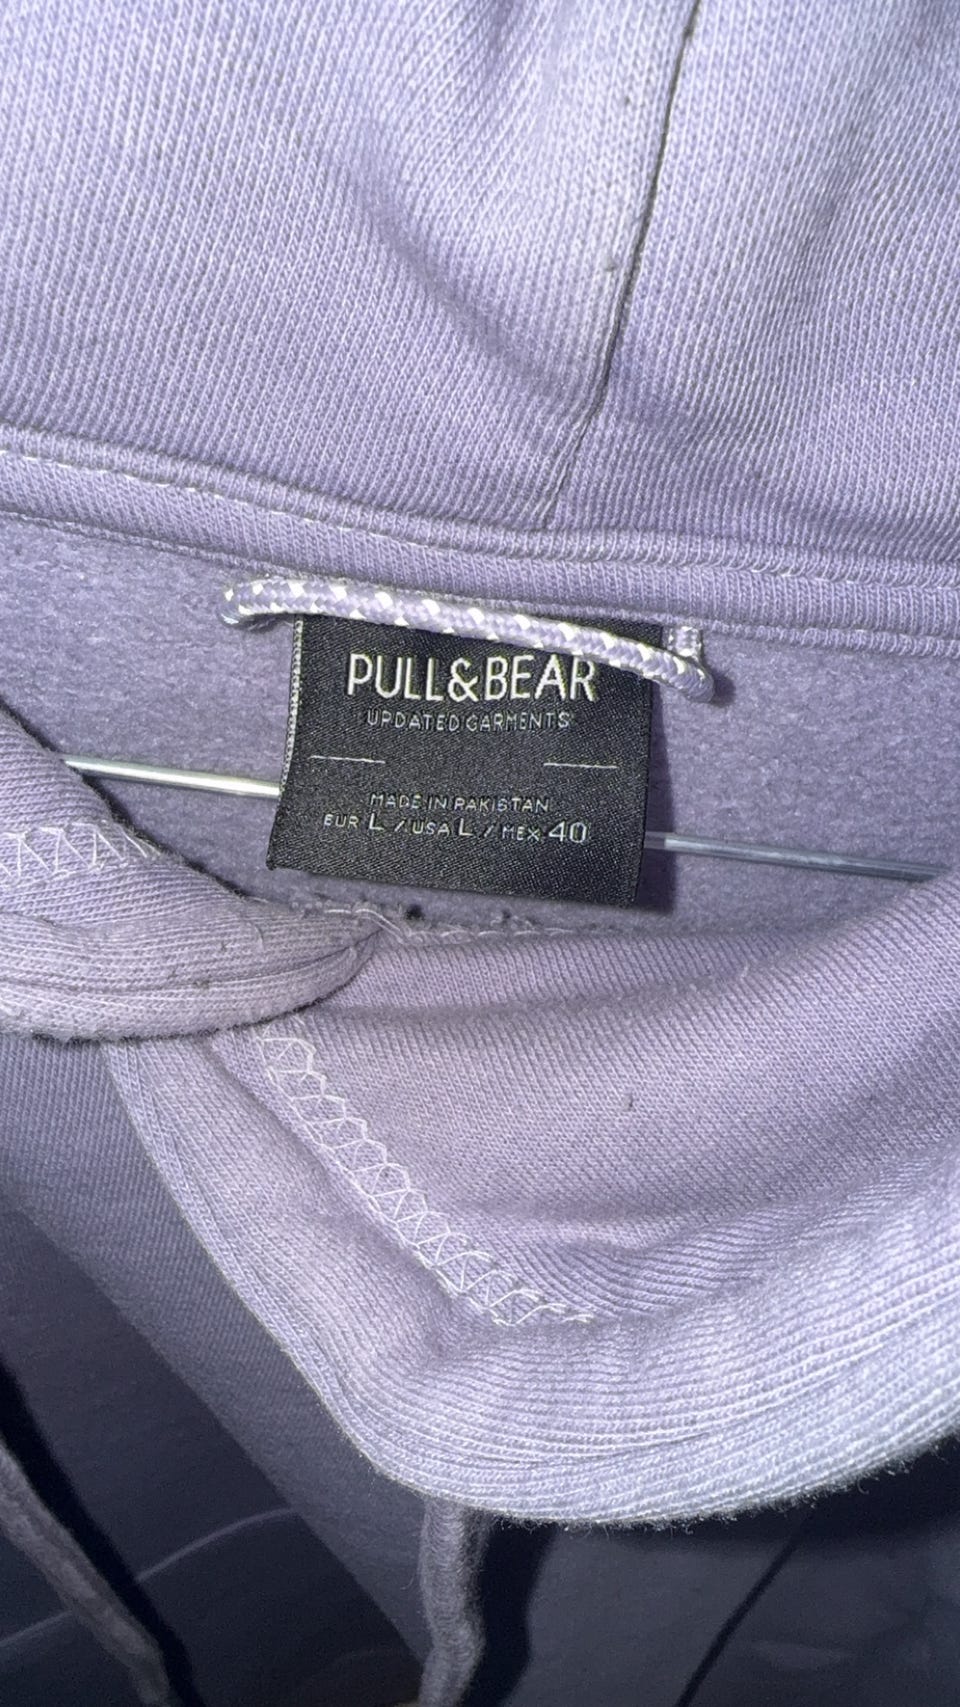 PULL&BEAR
UPDATED GARMENTS
MADE IN PAKISTAN
EUR L / USA L / MEX 40